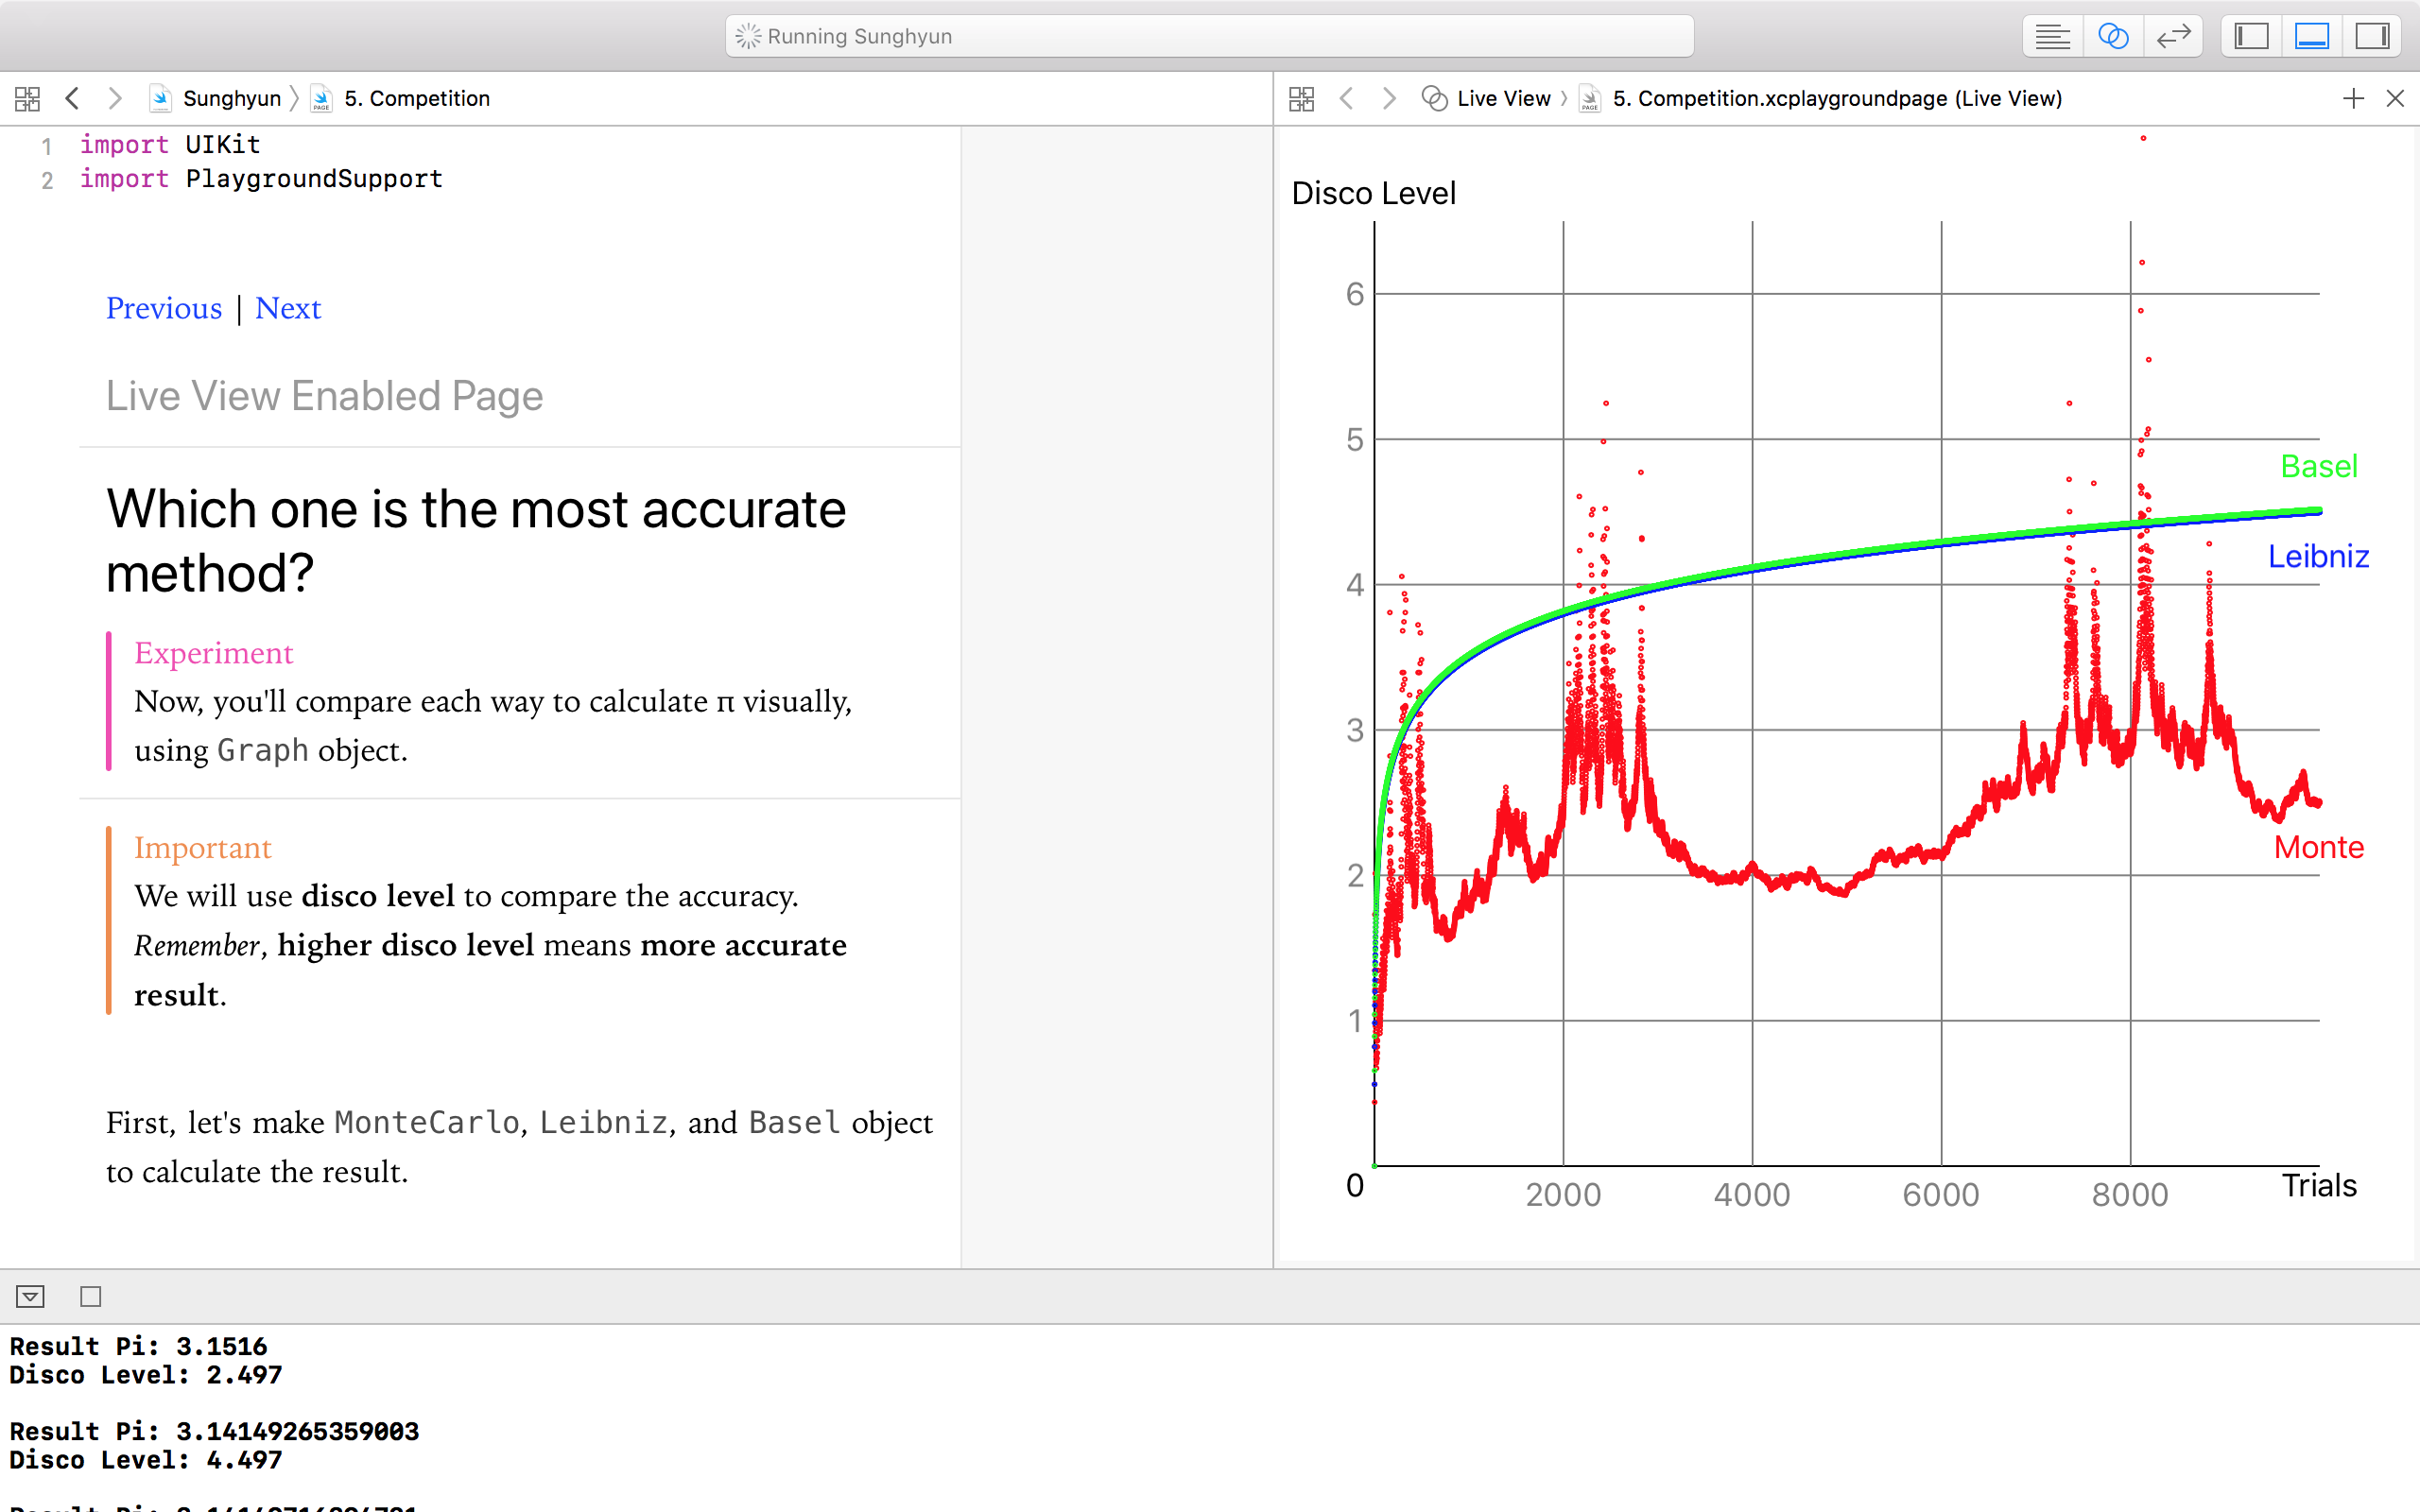 Running Sunghyun
Sunghyun 〉 5. Competition
Live View 〉 5. Competition.xcplaygroundpage (Live View)
1 import UIKit
2 import PlaygroundSupport
Previous | Next
Live View Enabled Page
Which one is the most accurate
method?
Experiment
Now, you'll compare each way to calculate π visually,
using Graph object.
Important
We will use disco level to compare the accuracy.
Remember, higher disco level means more accurate
result.
First, let's make MonteCarlo, Leibniz, and Basel object
to calculate the result.
Disco Level
6
5
4
3
2
1
0
2000 4000 6000 8000
Trials
Basel
Leibniz
Monte
Result Pi: 3.1516
Disco Level: 2.497
Result Pi: 3.14149265359003
Disco Level: 4.497
Result Pi: